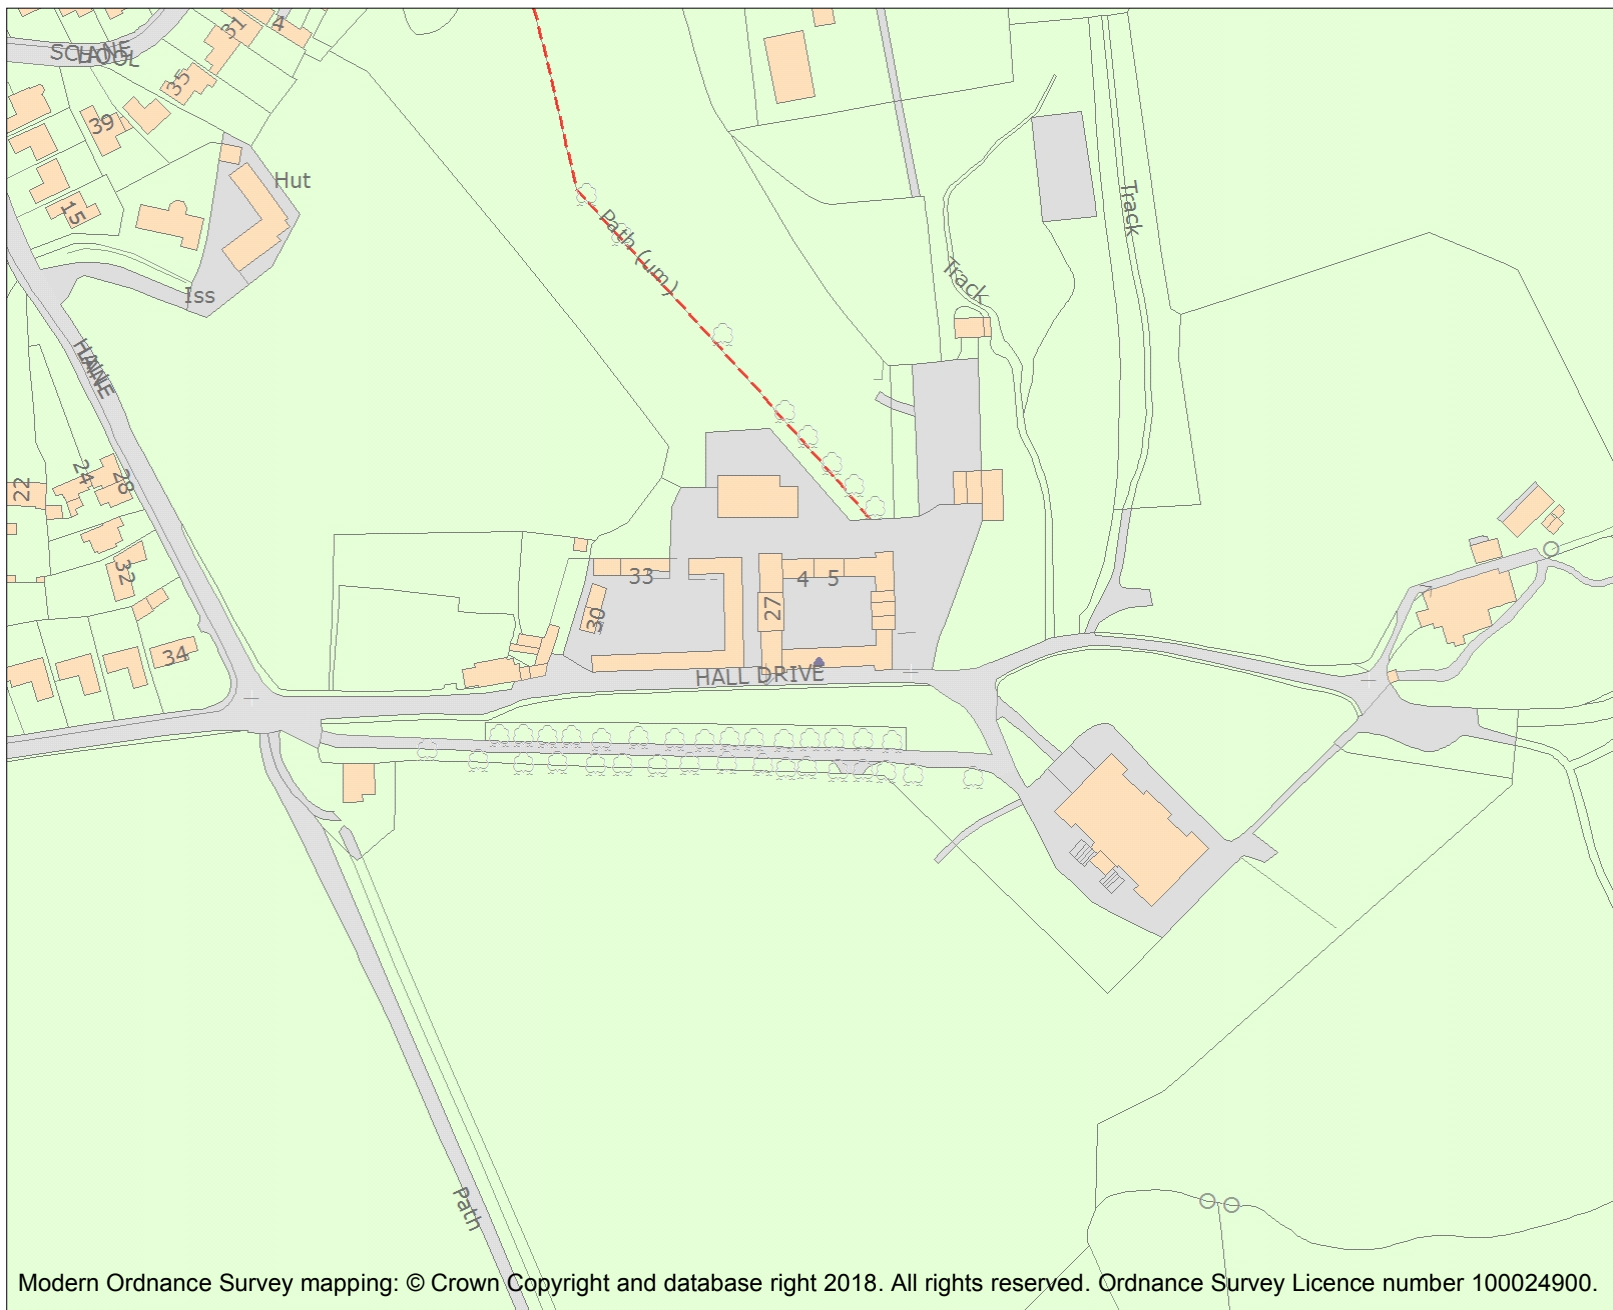 31
4
SCHOOL LANE
35
39
Hut
15
Path (um)
Track
Track
Iss
HALL LANE
22
24
28
32
34
33
30
27
4
5
HALL DRIVE
Path
Modern Ordnance Survey mapping: © Crown Copyright and database right 2018. All rights reserved. Ordnance Survey Licence number 100024900.